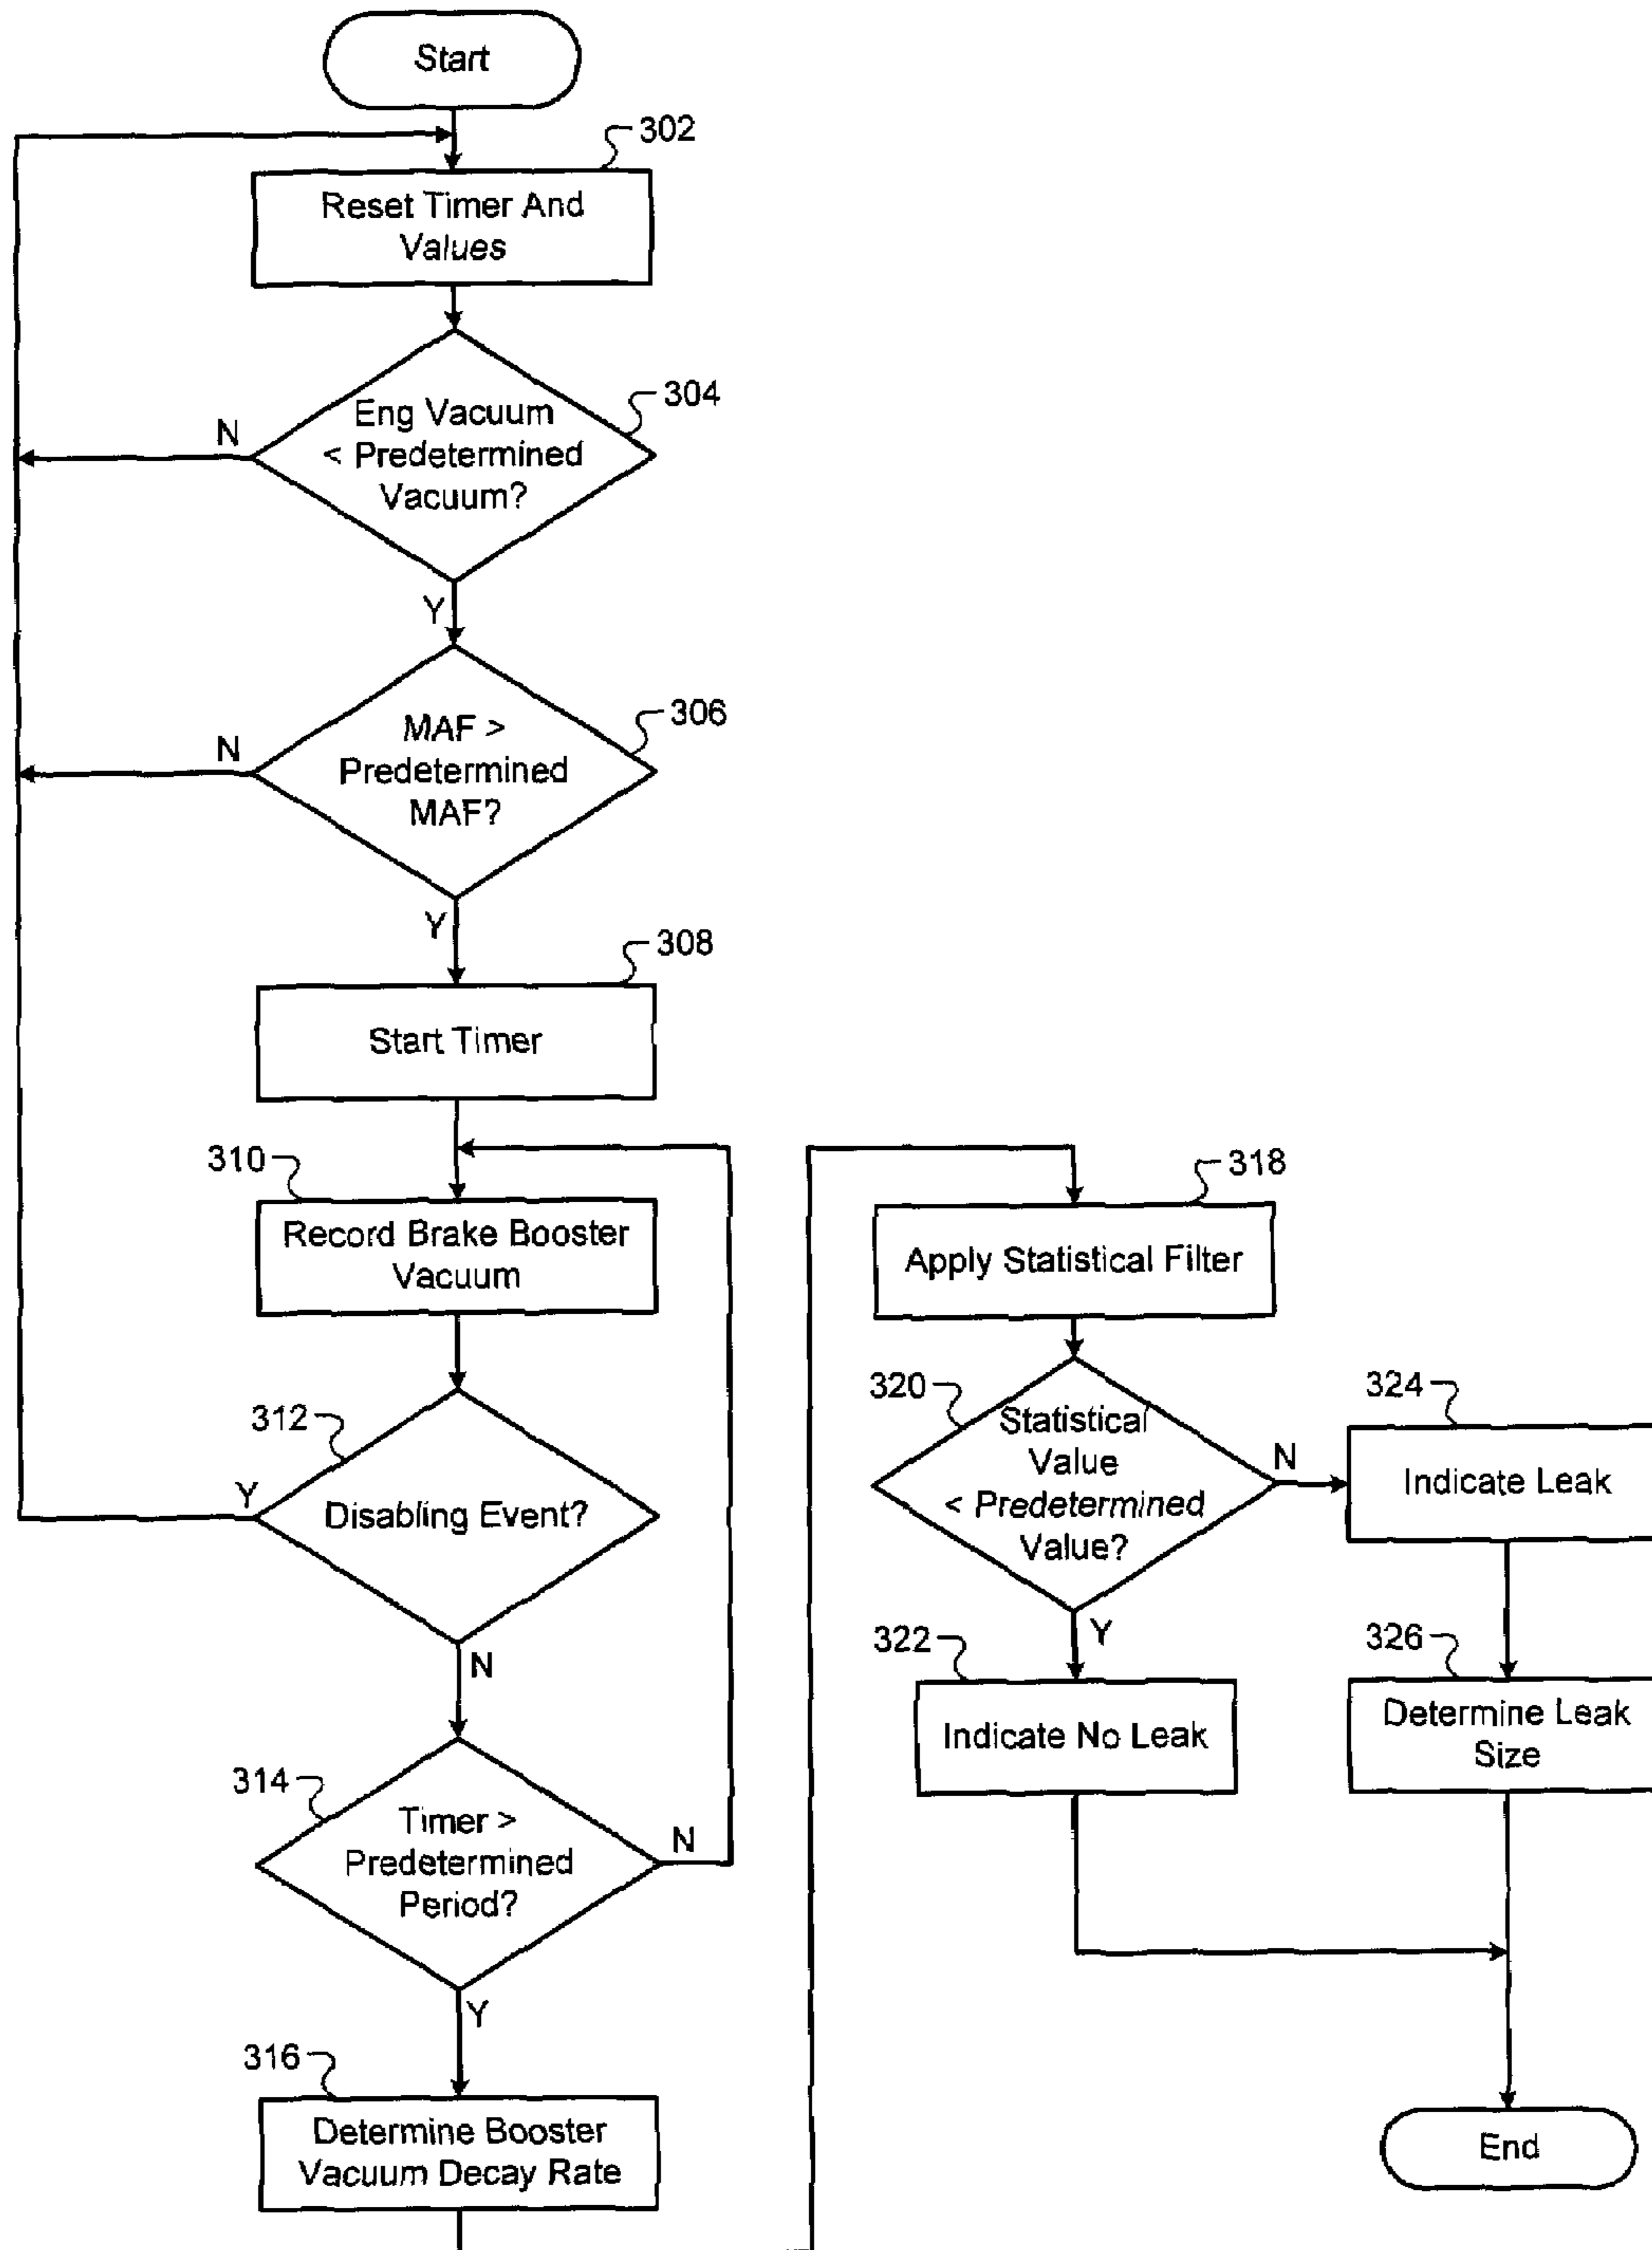 Start
302
Reset Timer And
Values
304
Eng Vacuum
< Predetermined
Vacuum?
N
Y
306
MAF >
Predetermined
MAF?
N
Y
308
Start Timer
310
Record Brake Booster
Vacuum
312
Disabling Event?
Y
N
314
Timer >
Predetermined
Period?
N
Y
316
Determine Booster
Vacuum Decay Rate
318
Apply Statistical Filter
320
Statistical
Value
< Predetermined
Value?
N
Y
322
Indicate No Leak
324
Indicate Leak
326
Determine Leak
Size
End